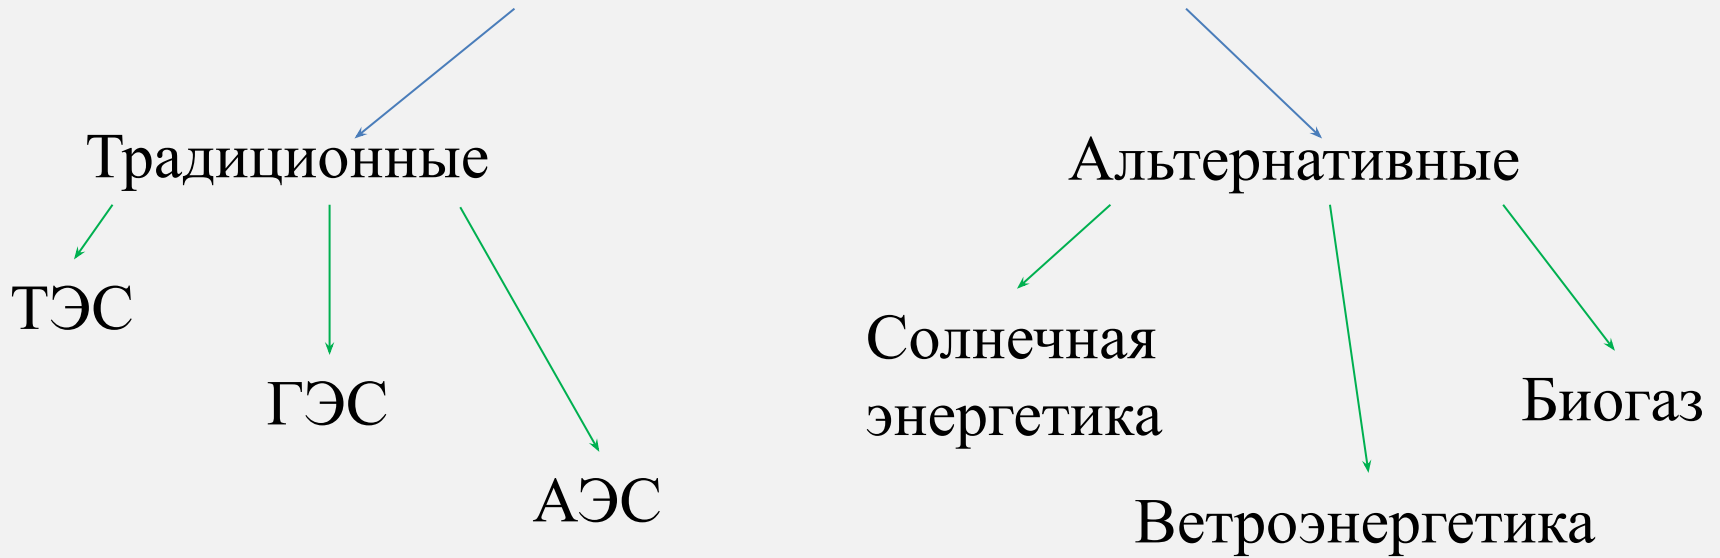 Традиционные
ТЭС
ГЭС
АЭС
Альтернативные
Солнечная
энергетика
Ветроэнергетика
Биогаз